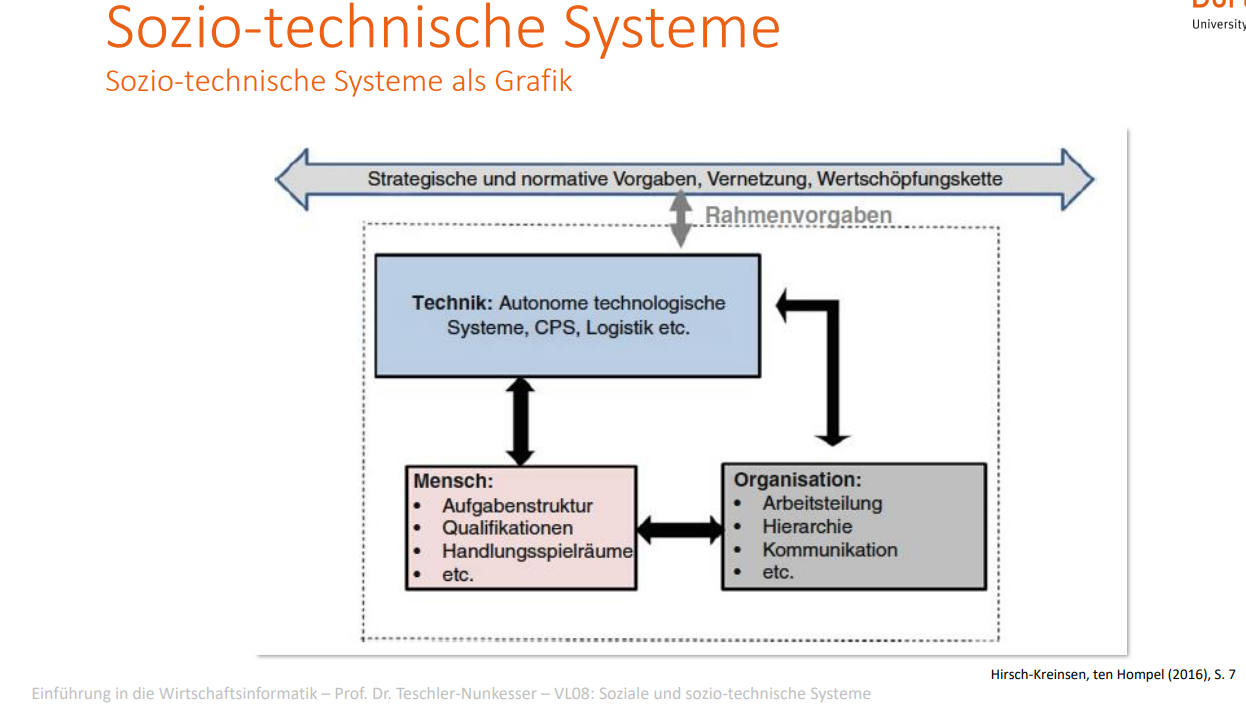 Sozio-technische Systeme
University
Sozio-technische Systeme als Grafik
Strategische und normative Vorgaben, Vernetzung, Wertschöpfungskette
Rahmenvorgaben
Technik: Autonome technologische
Systeme, CPS, Logistik etc.
Mensch:
• Aufgabenstruktur
• Qualifikationen
• Handlungsspielräume
• etc.
Organisation:
• Arbeitsteilung
• Hierarchie
• Kommunikation
• etc.
Hirsch-Kreinsen, ten Hompel (2016), S. 7
Einführung in die Wirtschaftsinformatik – Prof. Dr. Teschler-Nunkesser – VL08: Soziale und sozio-technische Systeme